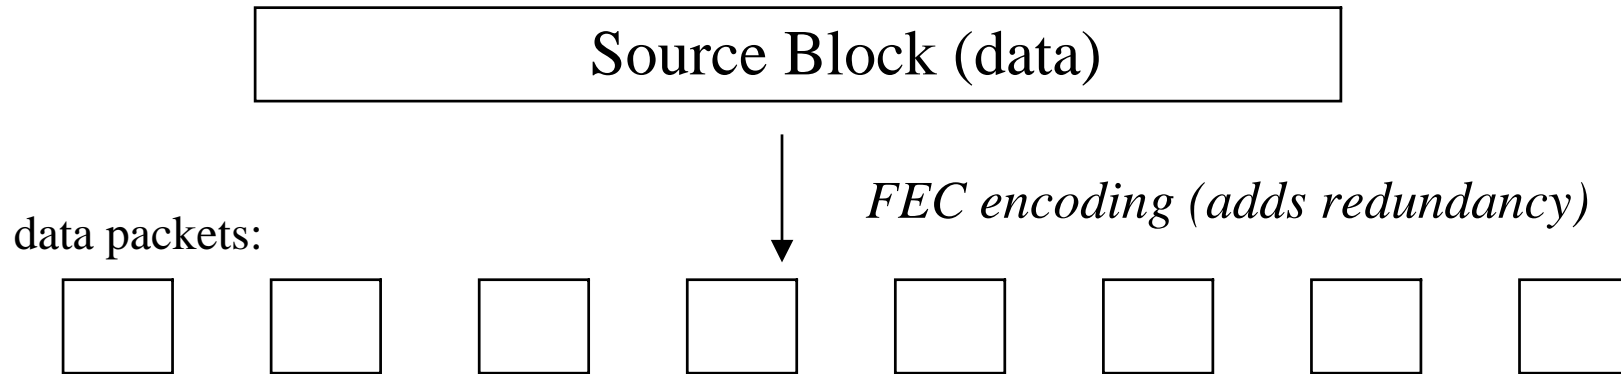 Source Block (data)
FEC encoding (adds redundancy)
data packets: